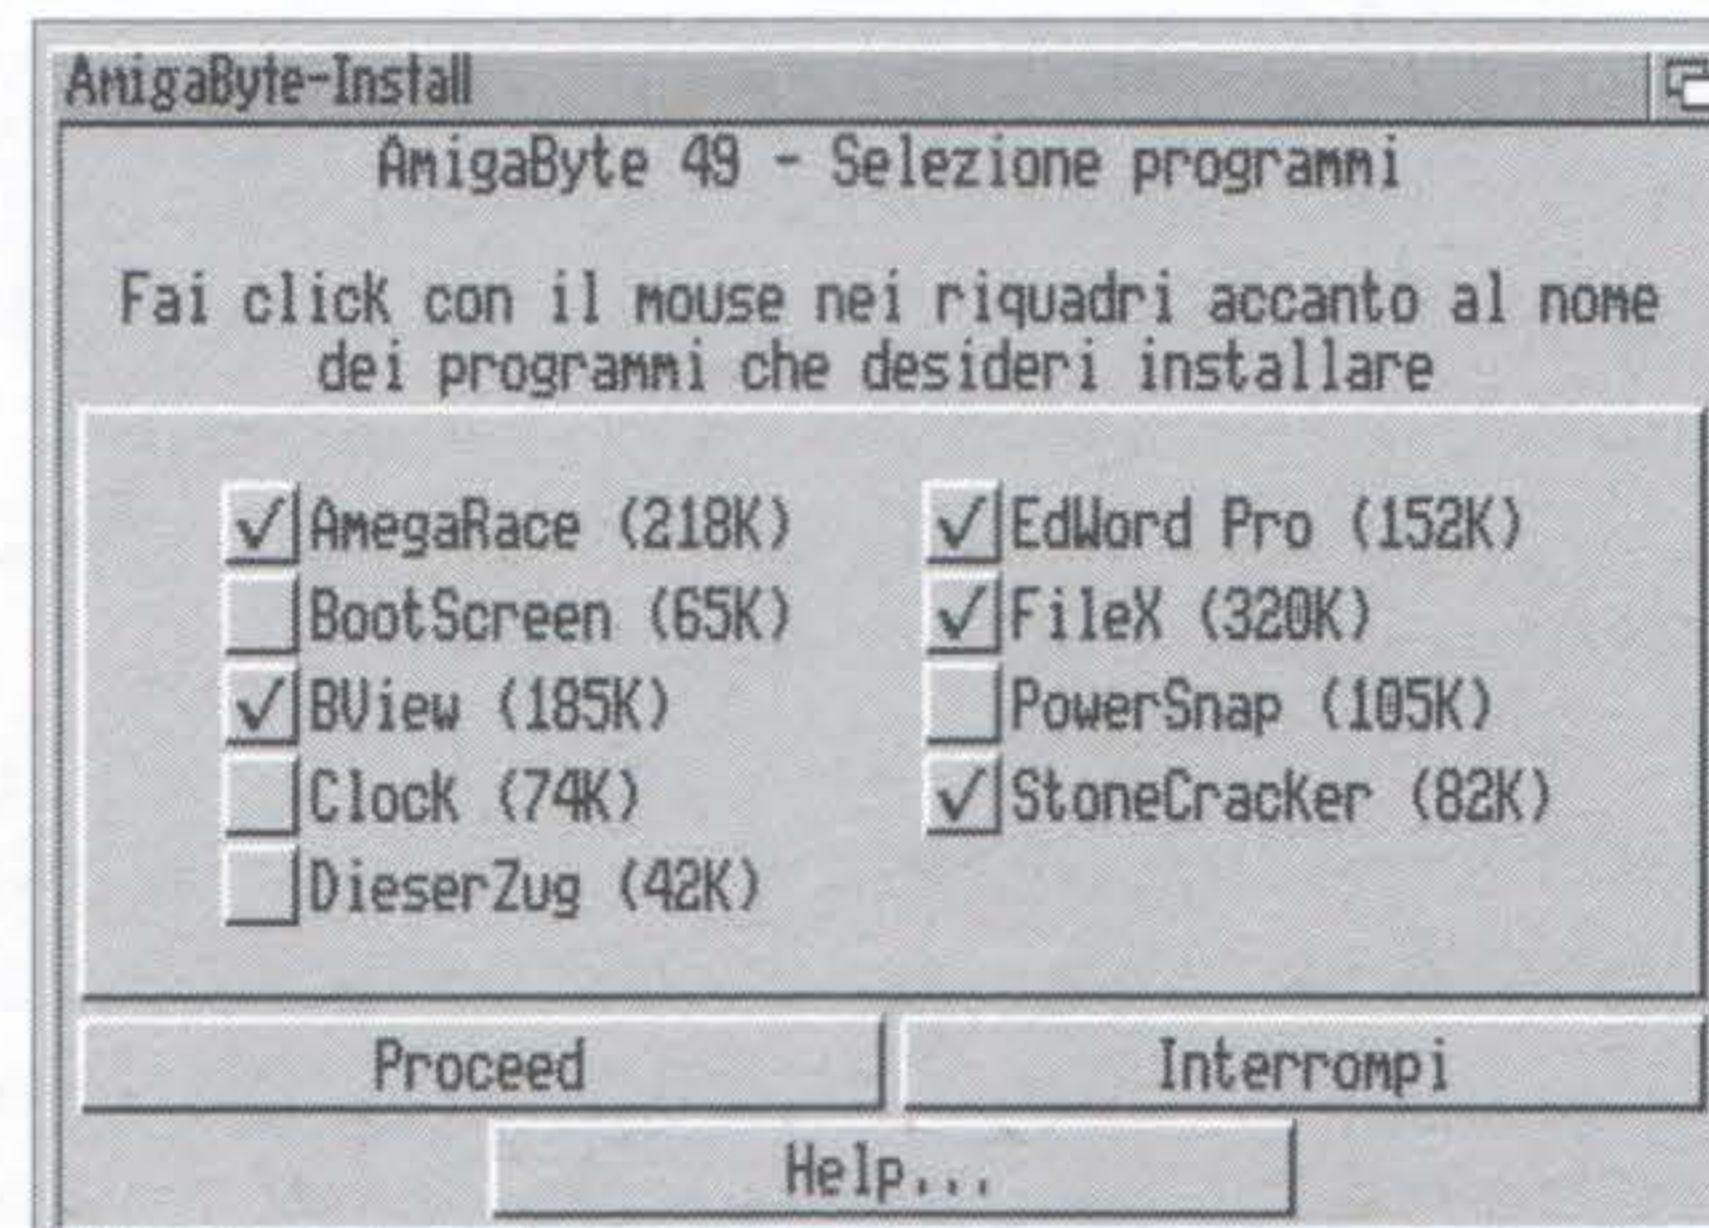 AmigaByte-Install
AmigaByte 49 - Selezione programmi
Fai click con il mouse nei riquadri accanto al nome
dei programmi che desideri installare
AmegaRace (218K)
BootScreen (65K)
BView (185K)
Clock (74K)
DieserZug (42K)
EdWord Pro (152K)
FileX (320K)
PowerSnap (105K)
StoneCracker (82K)
Proceed
Interrompi
Help...